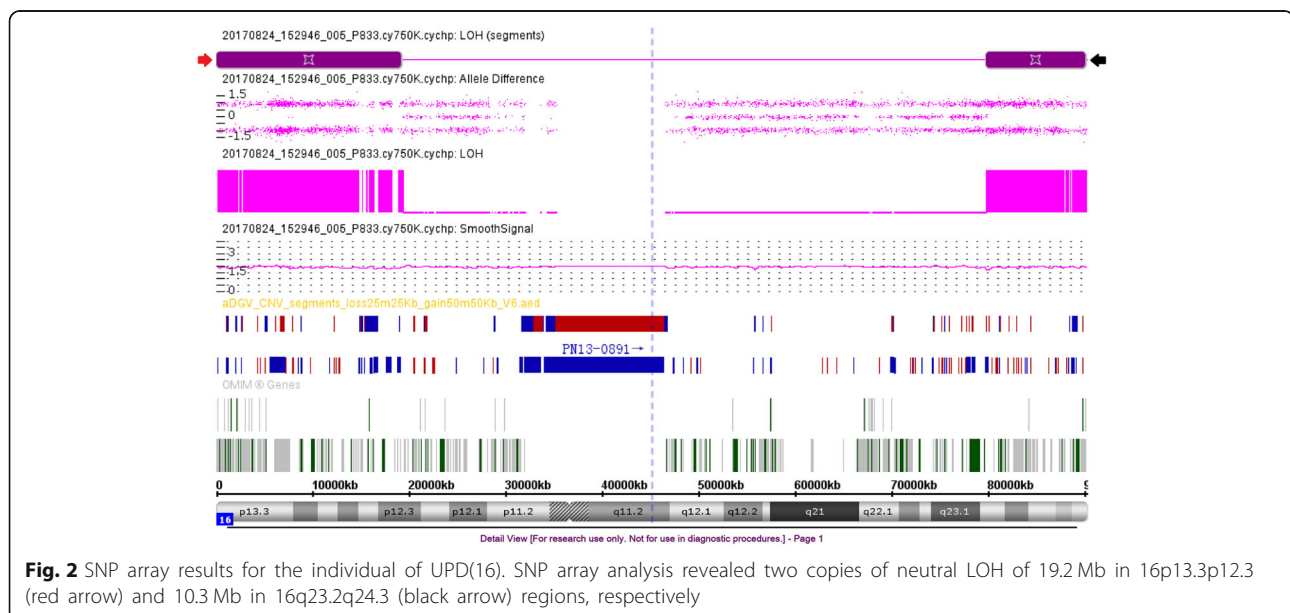 20170824_152946_005_P833.cy750K.cychp: LOH (segments)
20170824_152946_005_P833.cy750K.cychp: Allele Difference
1.5
0
-1.5
20170824_152946_005_P833.cy750K.cychp: LOH
20170824_152946_005_P833.cy750K.cychp: SmoothSignal
3
1.5
0
aDGV_CNV_segments_loss25m25Kb_gain50m50Kb_V6.aed
PN13-0891→
OMIM ® Genes
0 10000kb 20000kb 30000kb 40000kb 50000kb 60000kb 70000kb 80000kb 9
p13.3 p12.3 p12.1 p11.2 q11.2 q12.1 q12.2 q21 q22.1 q23.1
16
Detail View [For research use only. Not for use in diagnostic procedures.] - Page 1
Fig. 2 SNP array results for the individual of UPD(16). SNP array analysis revealed two copies of neutral LOH of 19.2 Mb in 16p13.3p12.3
(red arrow) and 10.3 Mb in 16q23.2q24.3 (black arrow) regions, respectively